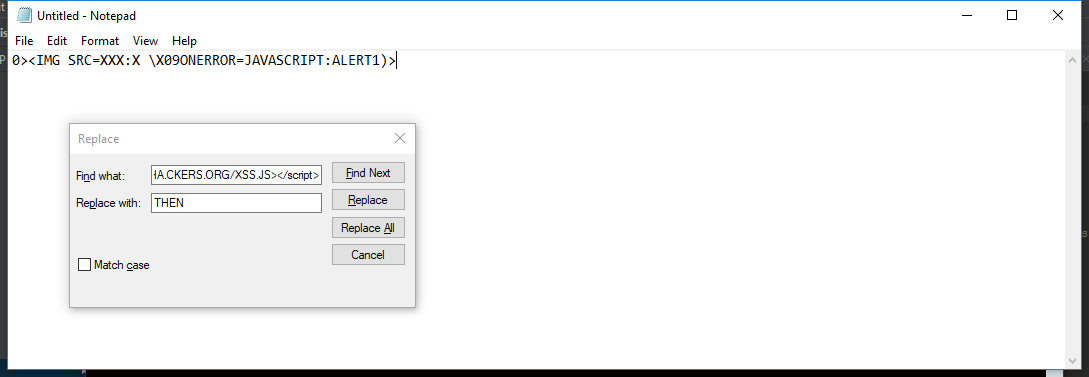 Untitled - Notepad
File Edit Format View Help
0><IMG SRC=XXX:X \X09ONERROR=JAVASCRIPT:ALERT1)>
Replace
Find what: HA.CKERS.ORG/XSS.JS></script> Find Next
Replace with: THEN Replace
Replace All
Cancel
Match case